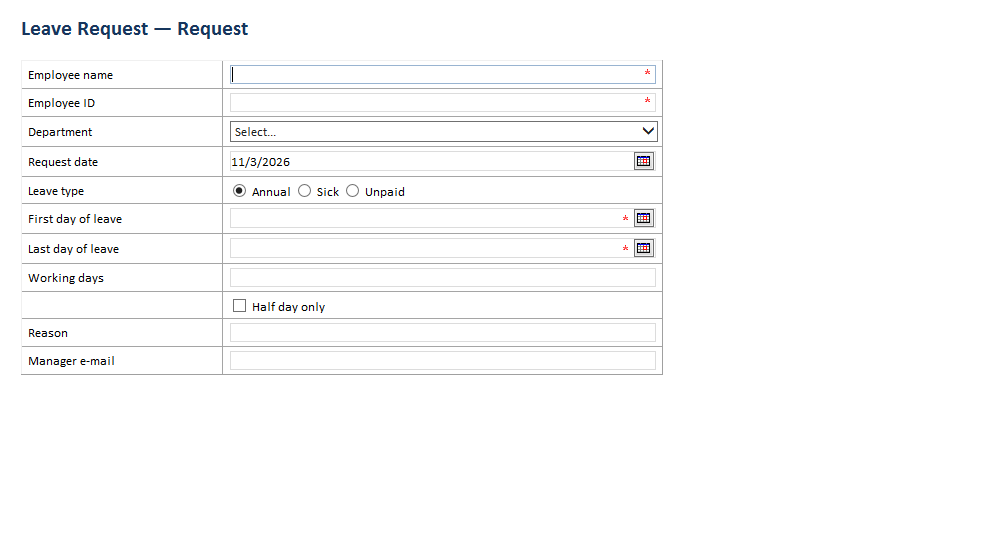 Leave Request — Request
Employee name *
Employee ID *
Department Select...
Request date 11/3/2026
Leave type Annual Sick Unpaid
First day of leave *
Last day of leave *
Working days
Half day only
Reason
Manager e-mail